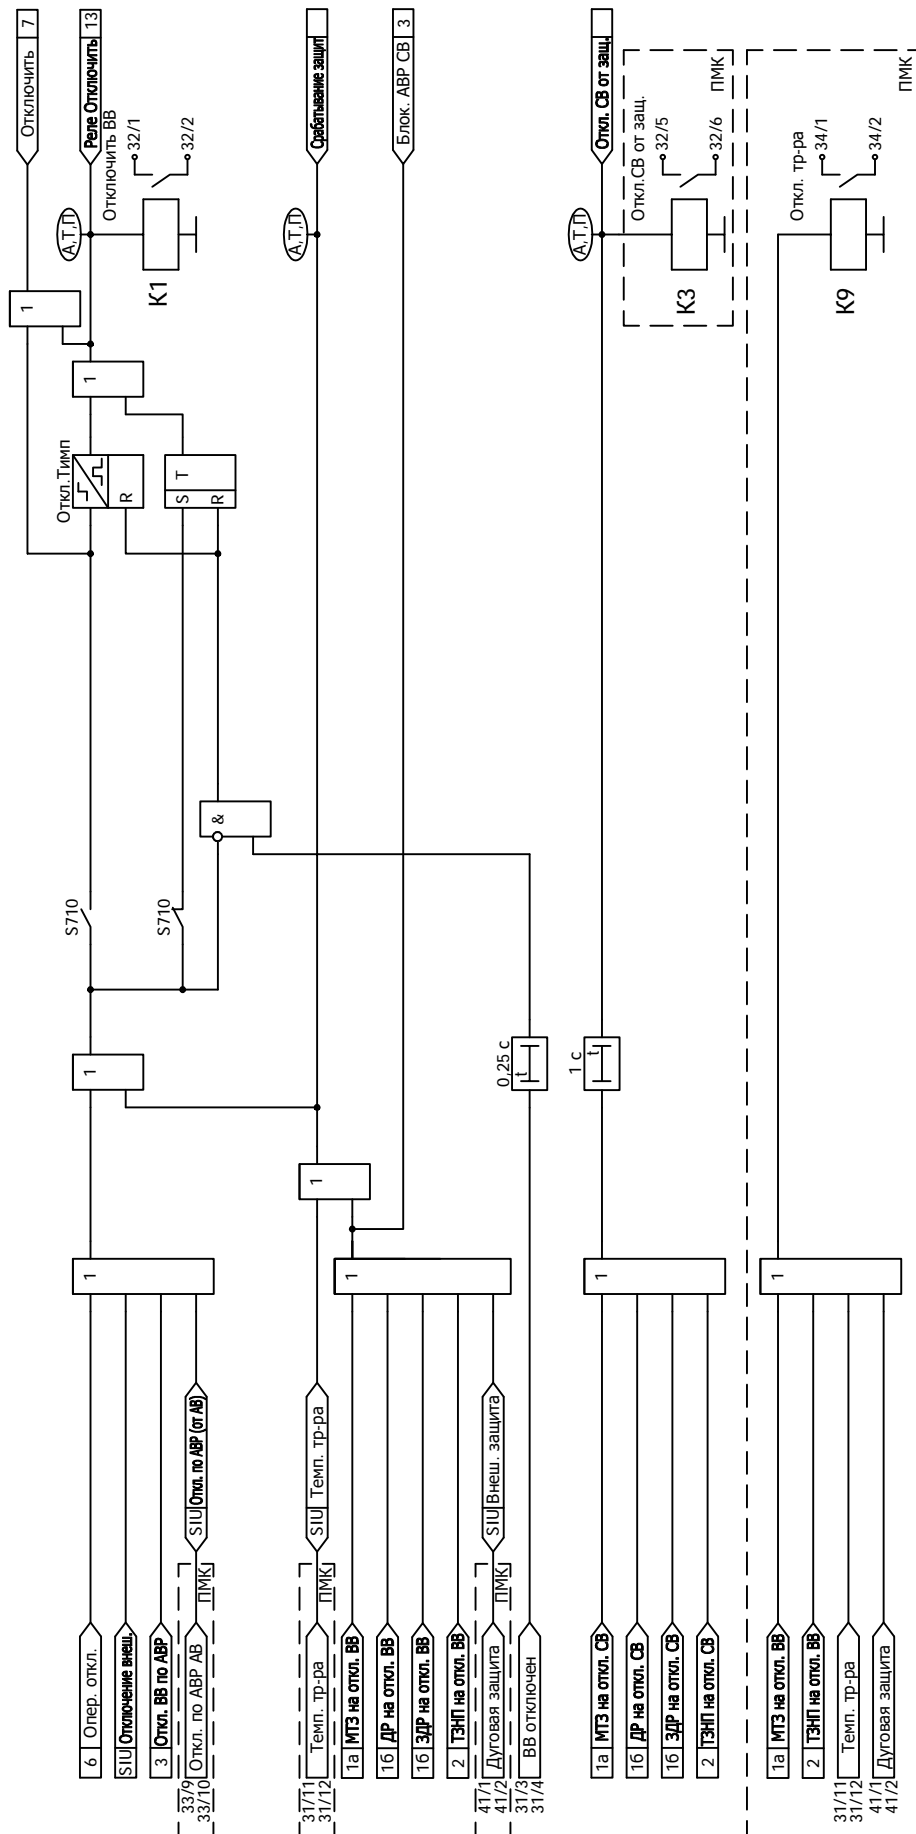 6 Опер. откл.
SIU Отключение внеш.
3 Откл. ВВ по АВР
33/9
33/10
Откл. по АВР АВ
ПМК
SIU Откл. по АВР (от АВ)
1
1
S710
S710
&
Откл.Tимп
R
S
T
R
1
1
Отключить 7
А,Т,П
Реле Отключить 13
Отключить ВВ
32/1
32/2
К1
31/11
31/12
Темп. тр-ра
ПМК
SIU Темп. тр-ра
1а МТЗ на откл. ВВ
1б ДР на откл. ВВ
1б ЗДР на откл. ВВ
2 ТЗНП на откл. ВВ
41/1
41/2
Дуговая защита
ПМК
SIU Внеш. защита
31/3
31/4
ВВ отключен
1
1
0,25 с
t
А,Т,П
Срабатывание защит
Блок. АВР СВ 3
1а МТЗ на откл. СВ
1б ДР на откл. СВ
1б ЗДР на откл. СВ
2 ТЗНП на откл. СВ
1
1 с
t
А,Т,П
Откл. СВ от защ.
Откл.СВ от защ.
32/5
32/6
К3
ПМК
1а МТЗ на откл. ВВ
2 ТЗНП на откл. ВВ
31/11
31/12
Темп. тр-ра
41/1
41/2
Дуговая защита
1
Откл. тр-ра
34/1
34/2
К9
ПМК